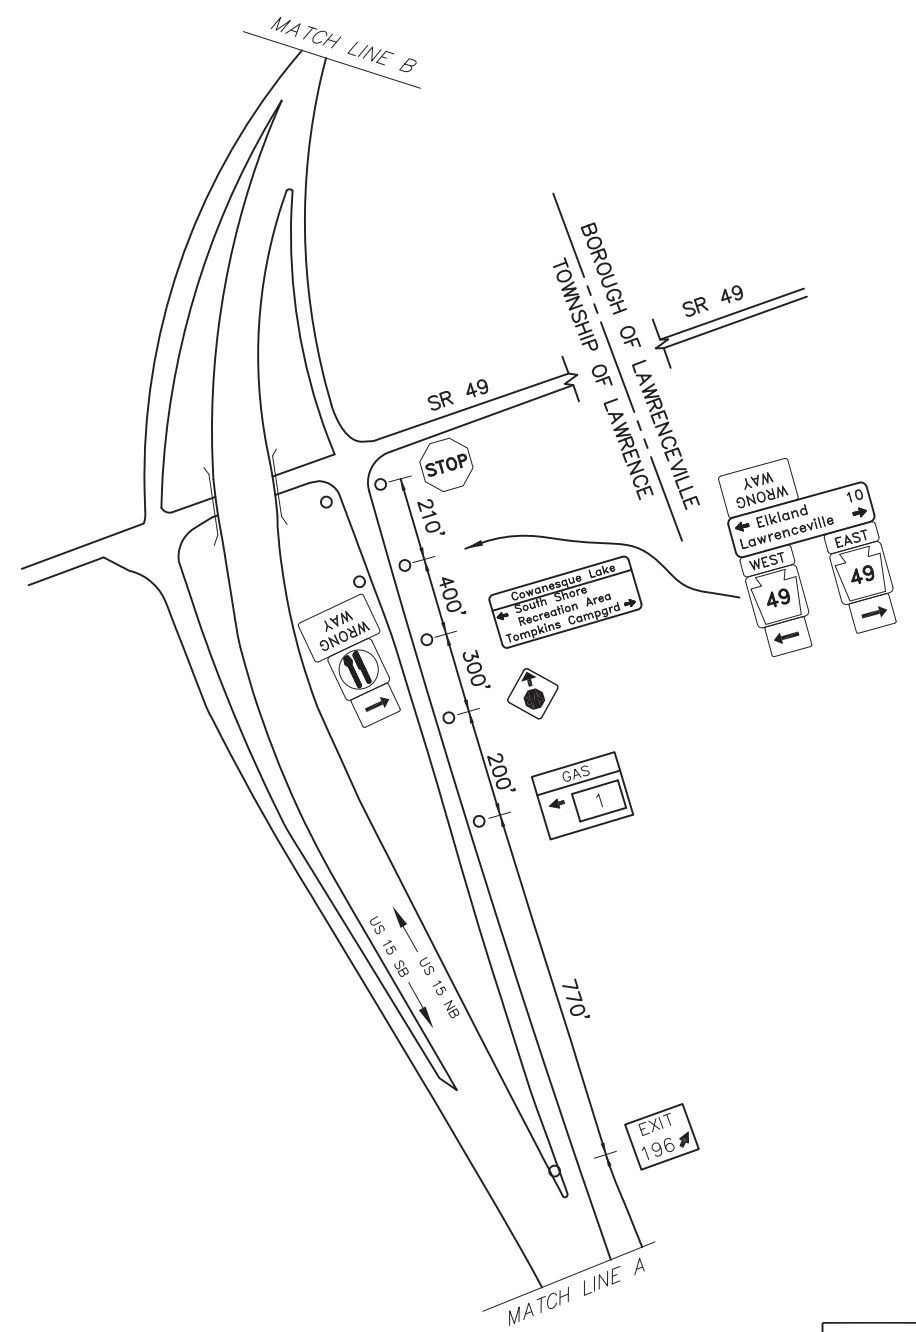 MATCH LINE B
BOROUGH OF LAWRENCEVILLE
TOWNSHIP OF LAWRENCE
SR 49
SR 49
STOP
210'
WRONG
WAY
10
Elkland
Lawrenceville
WEST
EAST
49
49
400'
Cowanesque Lake
South Shore
Recreation Area
Tompkins Campgrd
WRONG
WAY
300'
200'
GAS
1
US 15 SB
US 15 NB
770'
EXIT
196
MATCH LINE A